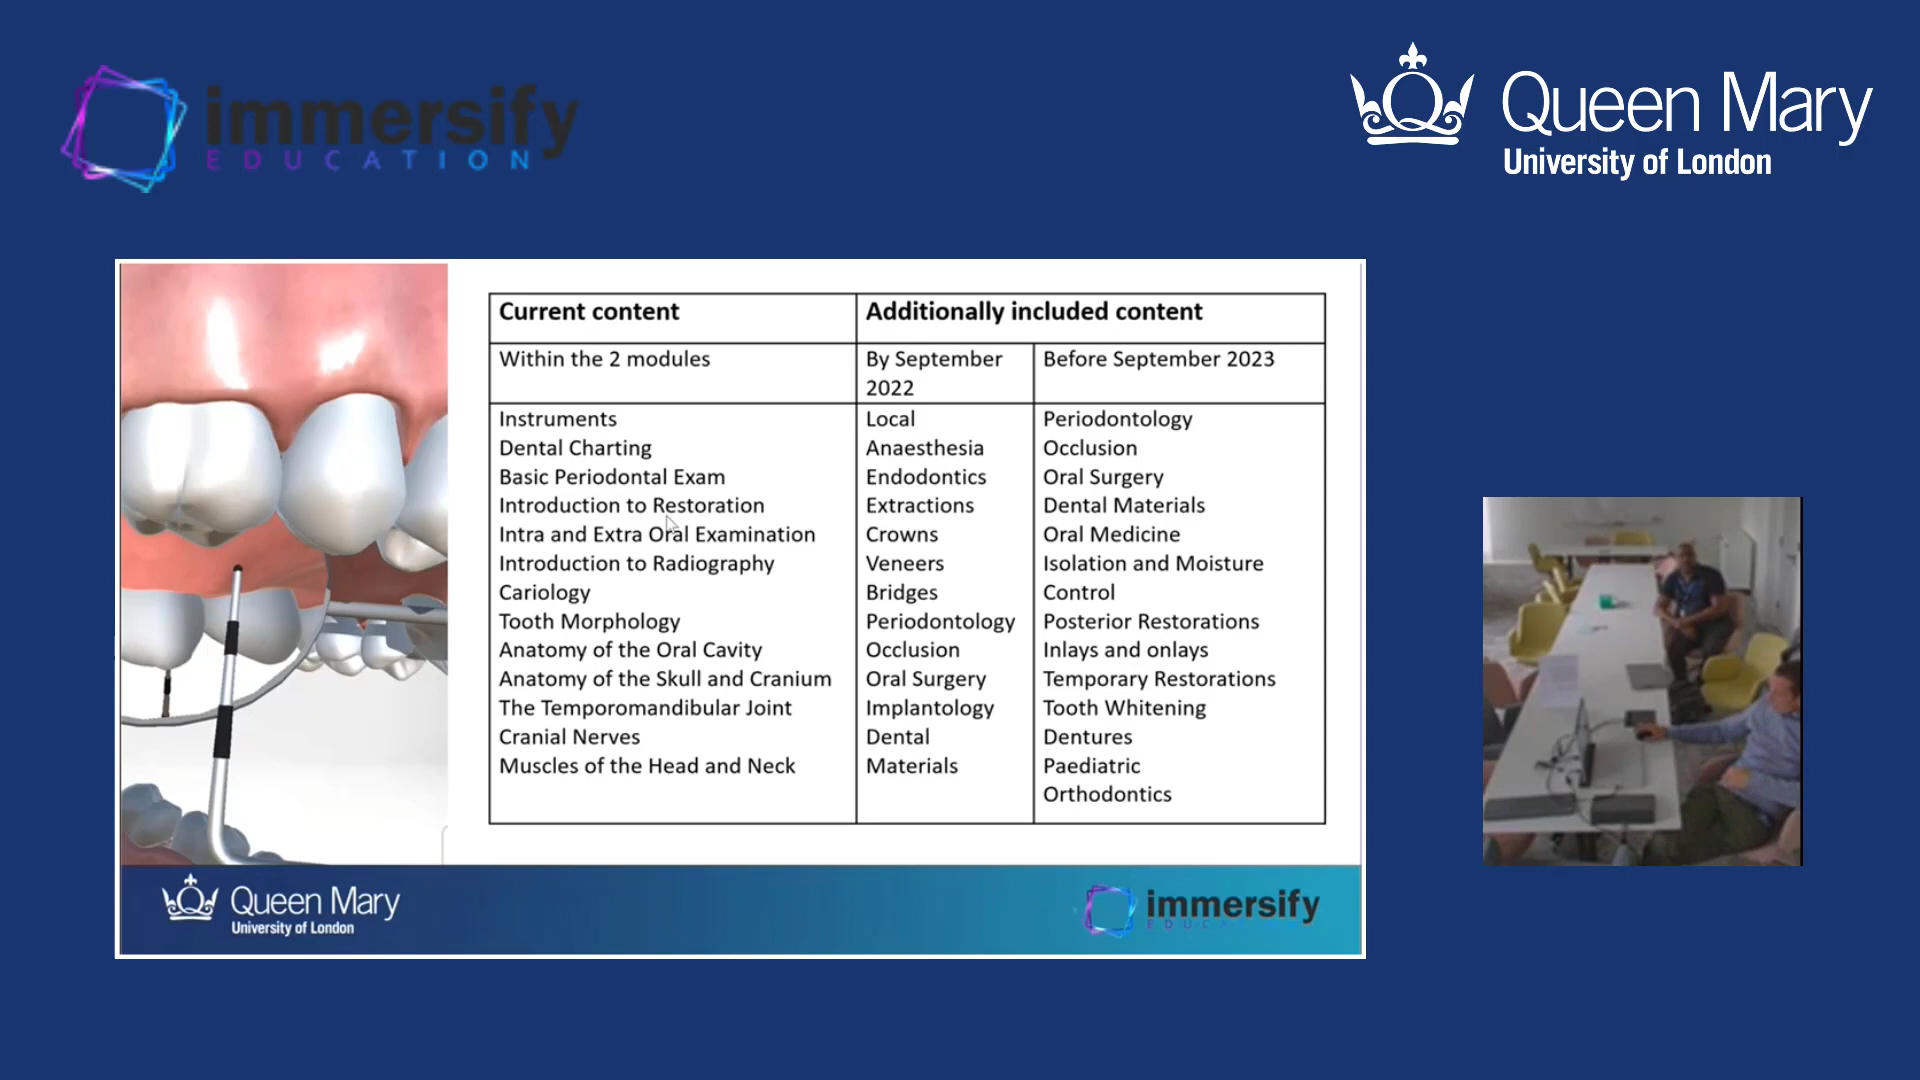 immersify
EDUCATION
Queen Mary
University of London
Current content
Additionally included content
Within the 2 modules
By September
2022
Before September 2023
Instruments
Dental Charting
Basic Periodontal Exam
Introduction to Restoration
Intra and Extra Oral Examination
Introduction to Radiography
Cariology
Tooth Morphology
Anatomy of the Oral Cavity
Anatomy of the Skull and Cranium
The Temporomandibular Joint
Cranial Nerves
Muscles of the Head and Neck
Local
Anaesthesia
Endodontics
Extractions
Crowns
Veneers
Bridges
Periodontology
Occlusion
Oral Surgery
Implantology
Dental
Materials
Periodontology
Occlusion
Oral Surgery
Dental Materials
Oral Medicine
Isolation and Moisture
Control
Posterior Restorations
Inlays and onlays
Temporary Restorations
Tooth Whitening
Dentures
Paediatric
Orthodontics
Queen Mary
University of London
immersify
EDUCATION